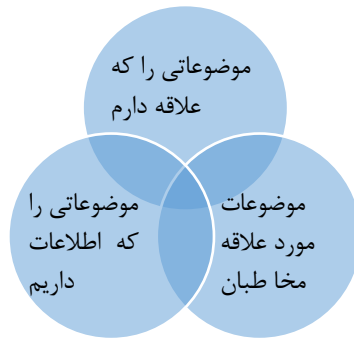 موضوعاتی را که
علاقه دارم
موضوعات
مورد علاقه
مخا طبان
موضوعاتی را
که اطلاعات
داریم